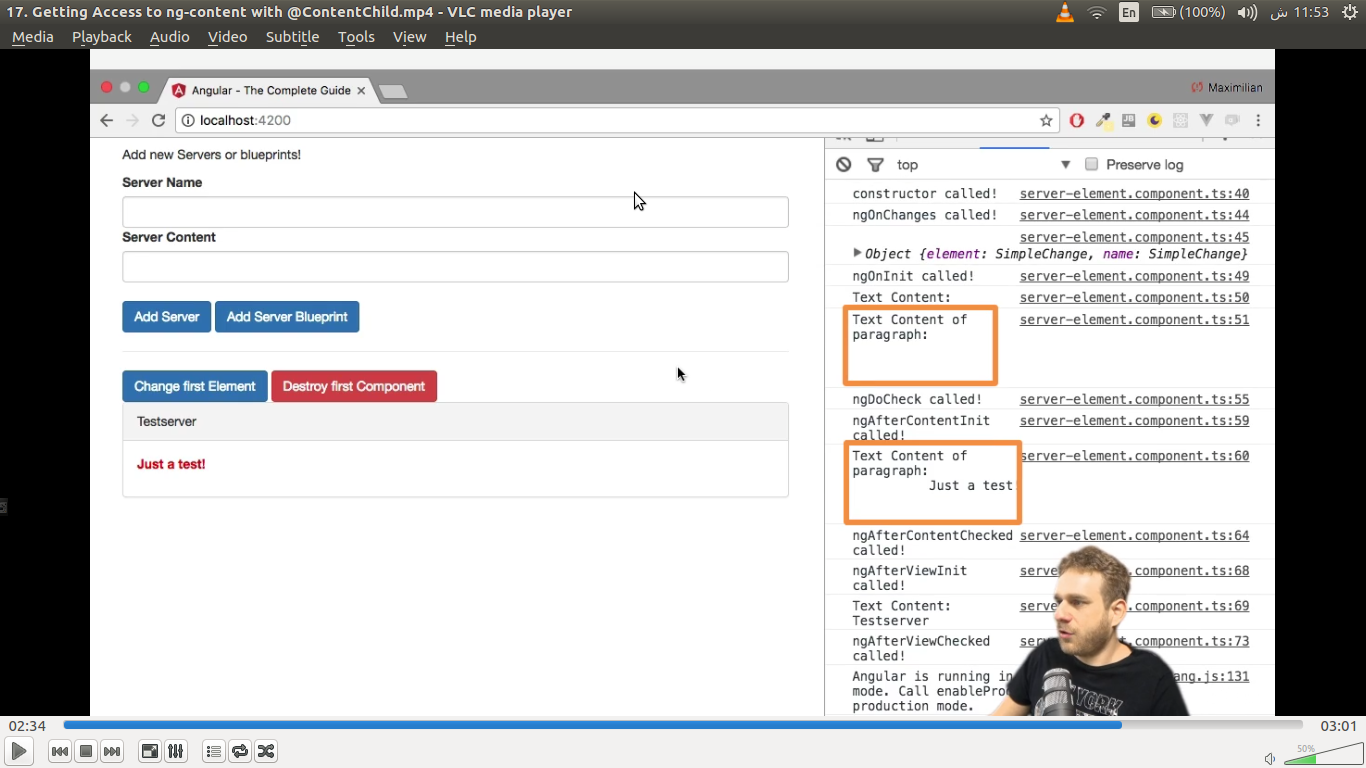 17. Getting Access to ng-content with @ContentChild.mp4 - VLC media player
En (100%) 11:53 ش
Media Playback Audio Video Subtitle Tools View Help
Angular - The Complete Guide
Maximilian
localhost:4200
Add new Servers or blueprints!
Server Name
Server Content
Add Server Add Server Blueprint
Change first Element Destroy first Component
Testserver
Just a test!
top Preserve log
constructor called! server-element.component.ts:40
ngOnChanges called! server-element.component.ts:44
server-element.component.ts:45
Object {element: SimpleChange, name: SimpleChange}
ngOnInit called! server-element.component.ts:49
Text Content: server-element.component.ts:50
Text Content of server-element.component.ts:51
paragraph:
ngDoCheck called! server-element.component.ts:55
ngAfterContentInit server-element.component.ts:59
called!
Text Content of server-element.component.ts:60
paragraph:
Just a test
ngAfterContentChecked server-element.component.ts:64
called!
ngAfterViewInit serve .component.ts:68
called!
Text Content: serve .component.ts:69
Testserver
ngAfterViewChecked ser .component.ts:73
called!
Angular is running in ang.js:131
mode. Call enablePro
production mode.
YORK
02:34 03:01
50%